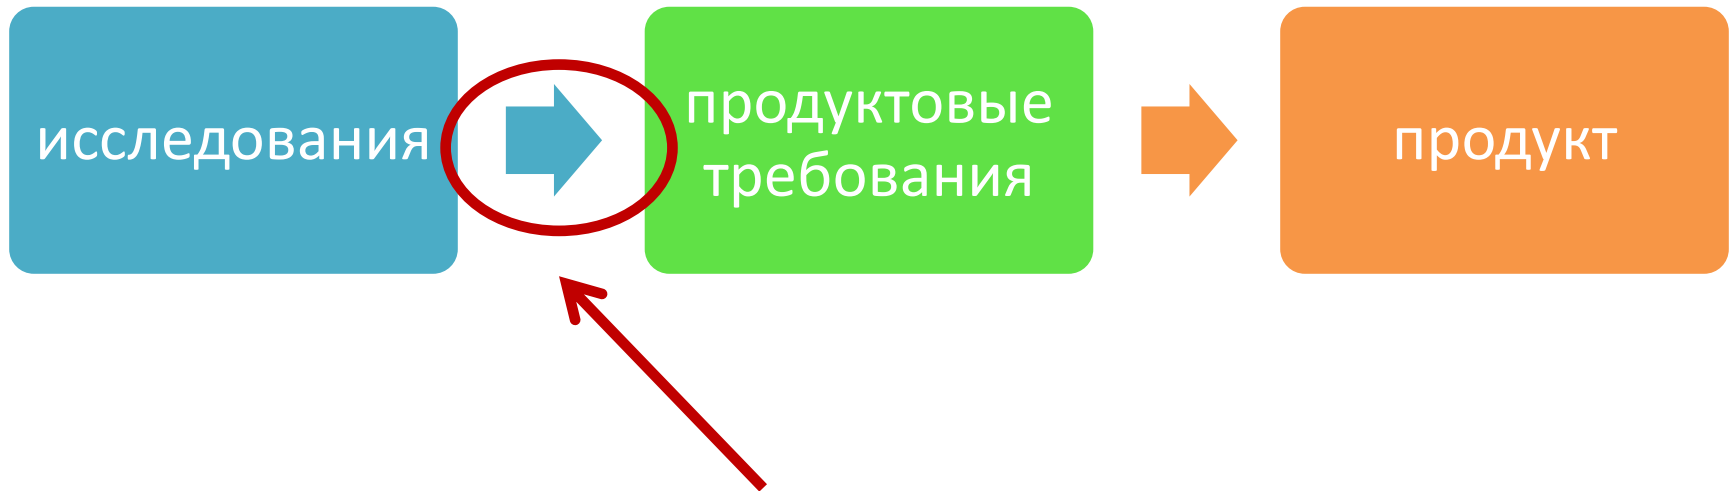 исследования
продуктовые
требования
продукт